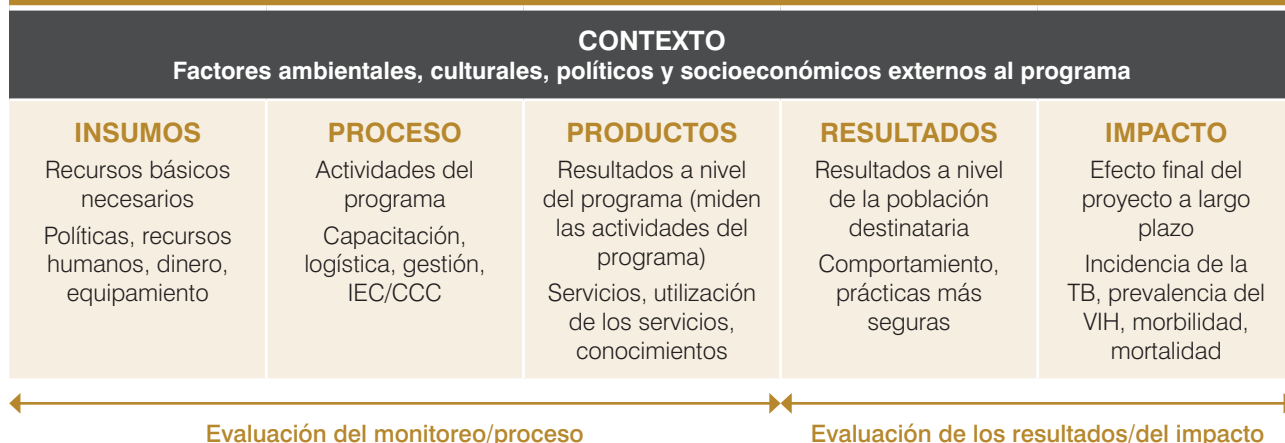 CONTEXTO
Factores ambientales, culturales, políticos y socioeconómicos externos al programa
INSUMOS
Recursos básicos
necesarios
Políticas, recursos
humanos, dinero,
equipamiento
PROCESO
Actividades del
programa
Capacitación,
logística, gestión,
IEC/CCC
PRODUCTOS
Resultados a nivel
del programa (miden
las actividades del
programa)
Servicios, utilización
de los servicios,
conocimientos
RESULTADOS
Resultados a nivel
de la población
destinataria
Comportamiento,
prácticas más
seguras
IMPACTO
Efecto final del
proyecto a largo
plazo
Incidencia de la
TB, prevalencia del
VIH, morbilidad,
mortalidad
Evaluación del monitoreo/proceso
Evaluación de los resultados/del impacto